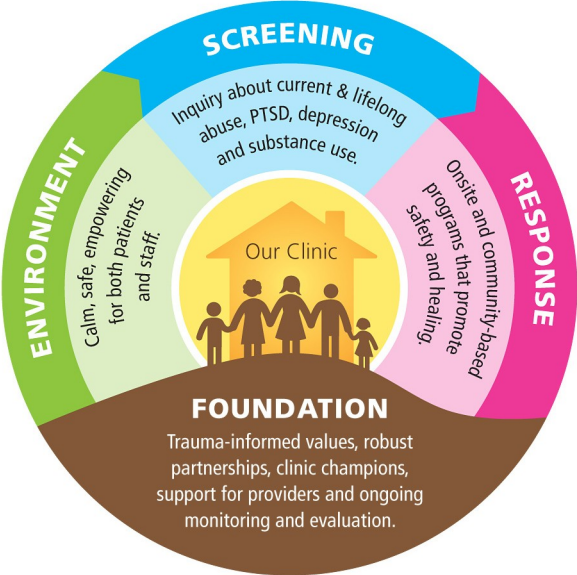 SCREENING
Inquiry about current & lifelong
abuse, PTSD, depression
and substance use.
ENVIRONMENT
Calm, safe, empowering
for both patients
and staff.
RESPONSE
Onsite and community-based
programs that promote
safety and healing.
Our Clinic
FOUNDATION
Trauma-informed values, robust
partnerships, clinic champions,
support for providers and ongoing
monitoring and evaluation.